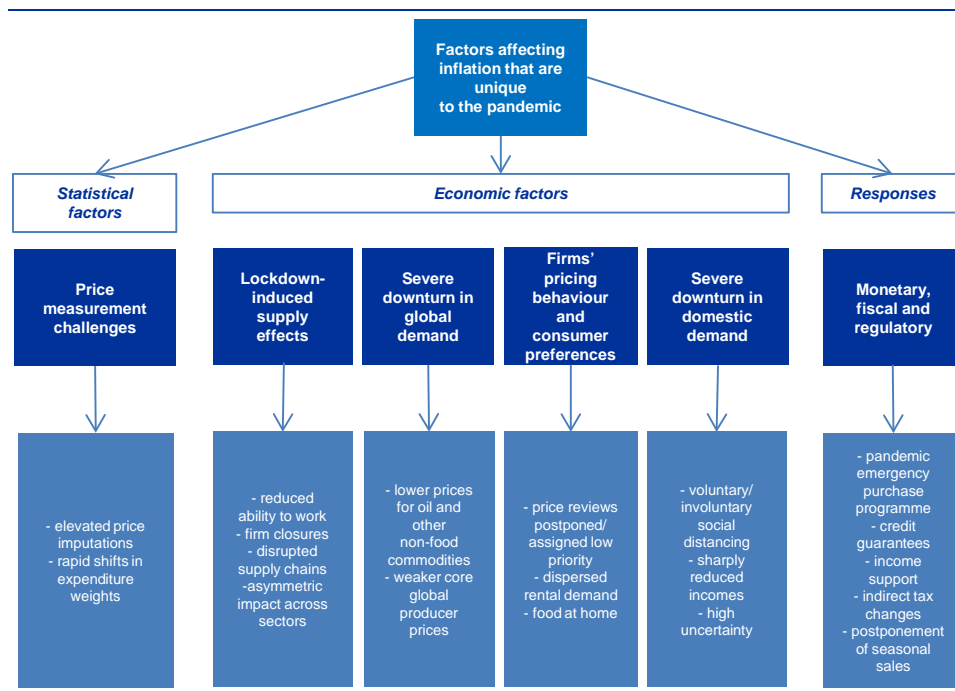 Factors affecting
inflation that are
unique
to the pandemic
Statistical
factors
Economic factors
Responses
Price
measurement
challenges
Lockdown-
induced
supply
effects
Severe
downturn in
global
demand
Firms'
pricing
behaviour
and
consumer
preferences
Severe
downturn in
domestic
demand
Monetary,
fiscal and
regulatory
- elevated price
imputations
- rapid shifts in
expenditure
weights
- reduced
ability to work
- firm closures
- disrupted
supply chains
-asymmetric
impact across
sectors
- lower prices
for oil and
other
non-food
commodities
- weaker core
global
producer
prices
- price reviews
postponed/
assigned low
priority
- dispersed
rental demand
- food at home
- voluntary/
involuntary
social
distancing
- sharply
reduced
incomes
- high
uncertainty
- pandemic
emergency
purchase
programme
- credit
guarantees
- income
support
- indirect tax
changes
- postponement
of seasonal
sales